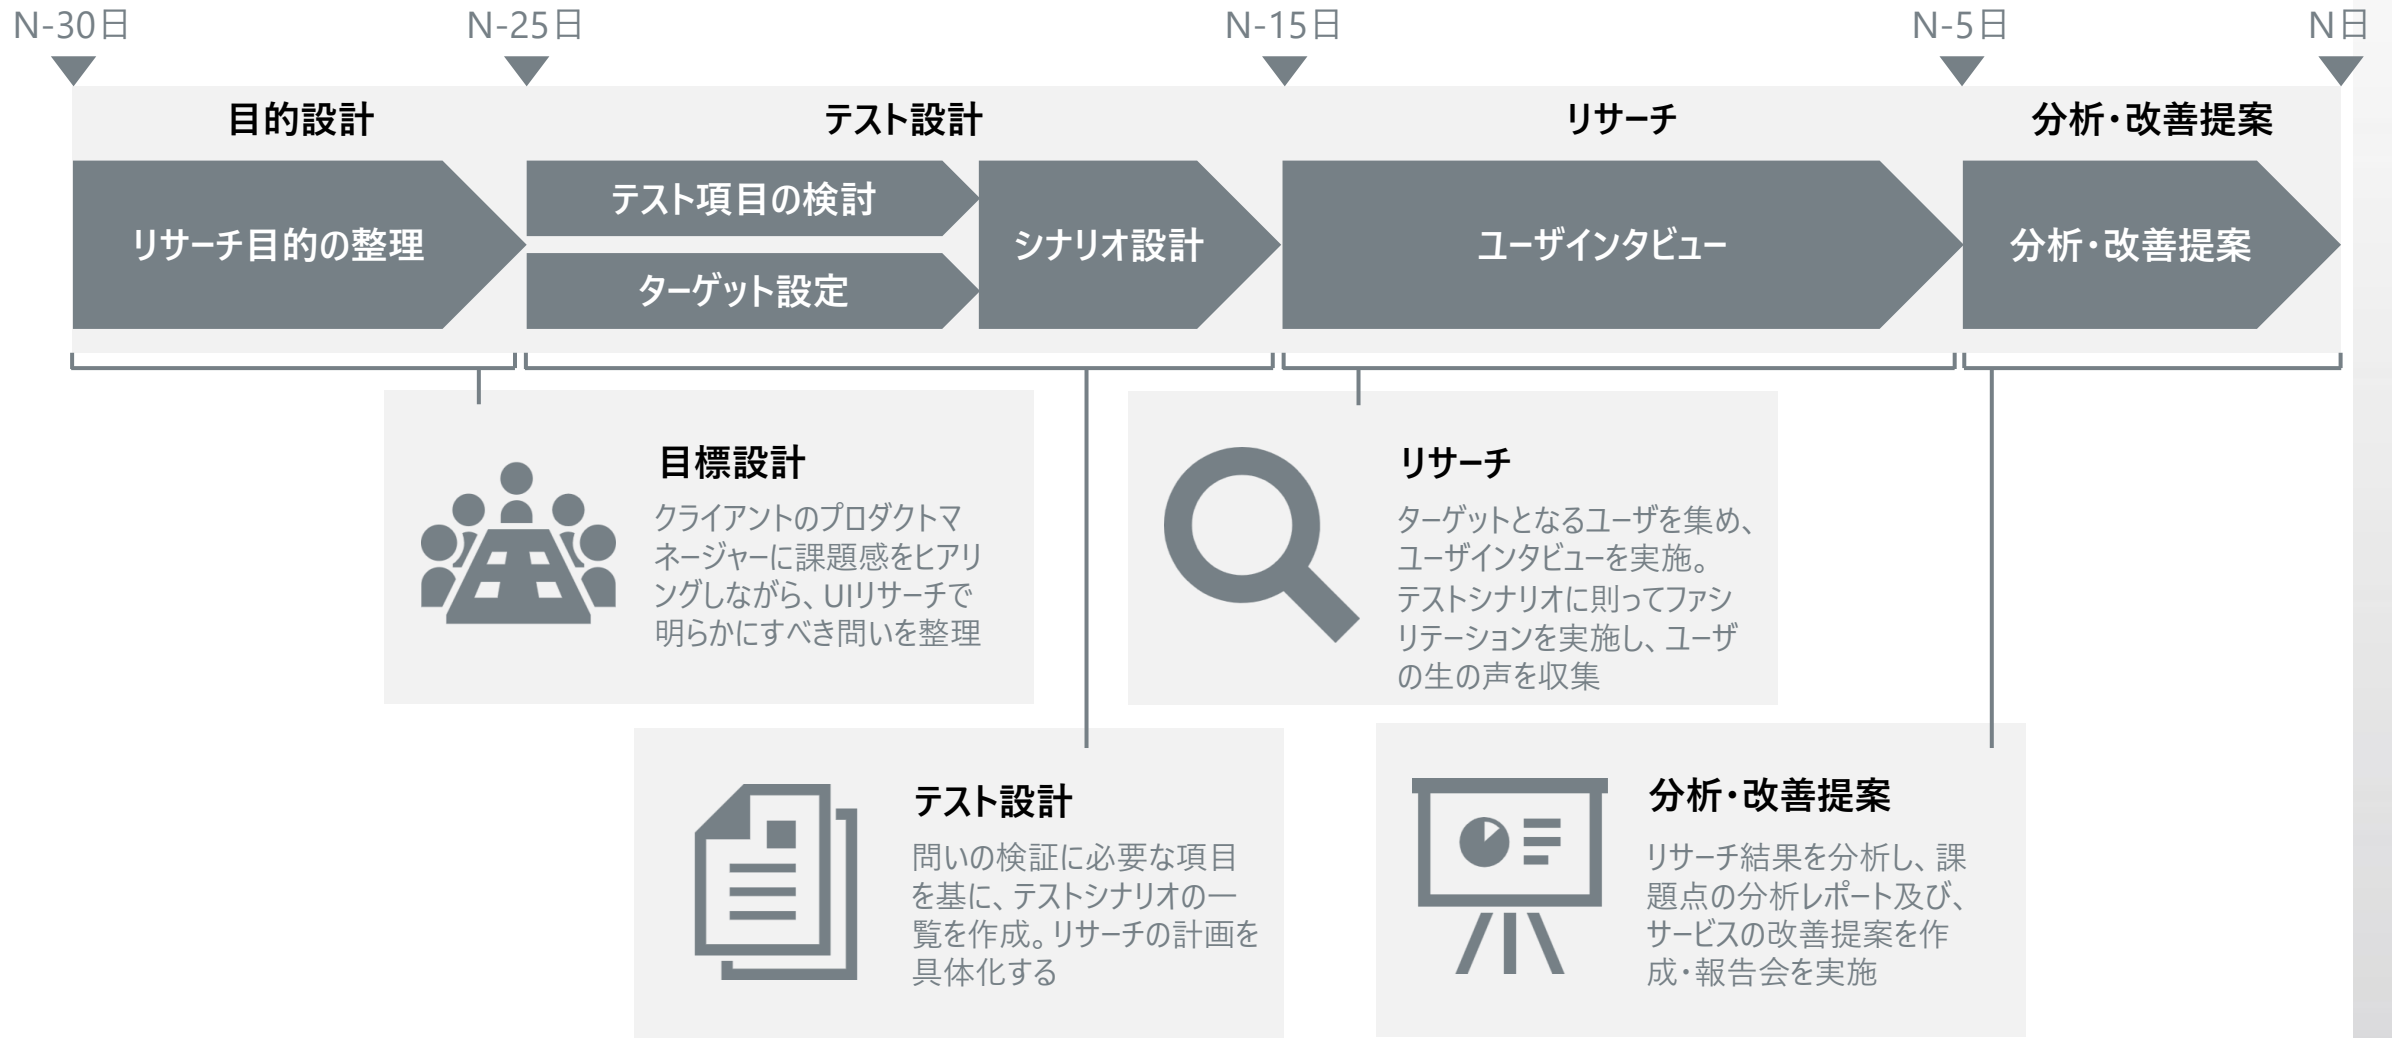 N-30日
N-25日
N-15日
N-5日
N日
目的設計
テスト設計
リサーチ
分析・改善提案
リサーチ目的の整理
テスト項目の検討
ターゲット設定
シナリオ設計
ユーザインタビュー
分析・改善提案
目標設計
クライアントのプロダクトマ
ネージャーに課題感をヒアリ
ングしながら、UIリサーチで
明らかにすべき問いを整理
リサーチ
ターゲットとなるユーザを集め、
ユーザインタビューを実施。
テストシナリオに則ってファシ
リテーションを実施し、ユーザ
の生の声を収集
テスト設計
問いの検証に必要な項目
を基に、テストシナリオの一
覧を作成。リサーチの計画を
具体化する
分析・改善提案
リサーチ結果を分析し、課
題点の分析レポート及び、
サービスの改善提案を作
成・報告会を実施